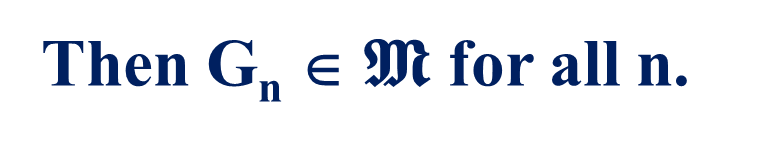 Then Gₙ ∈ 𝔐 for all n.